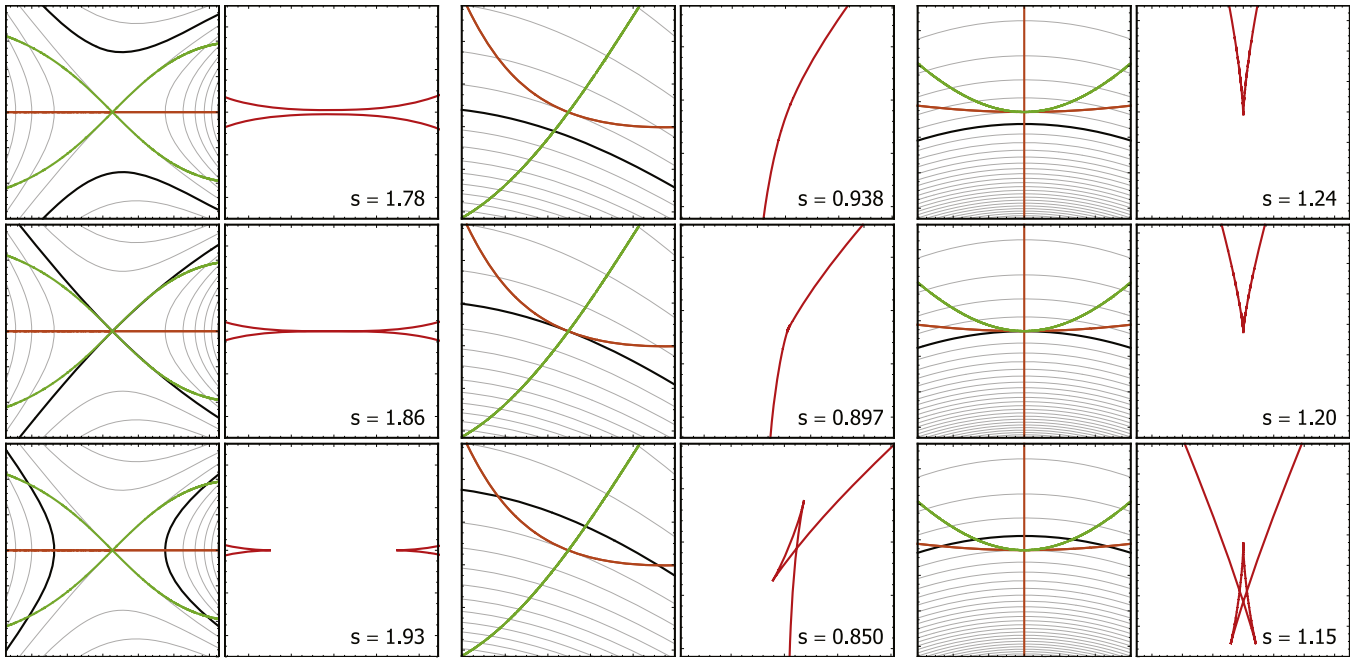 s = 1.78
s = 0.938
s = 1.24
s = 1.86
s = 0.897
s = 1.20
s = 1.93
s = 0.850
s = 1.15